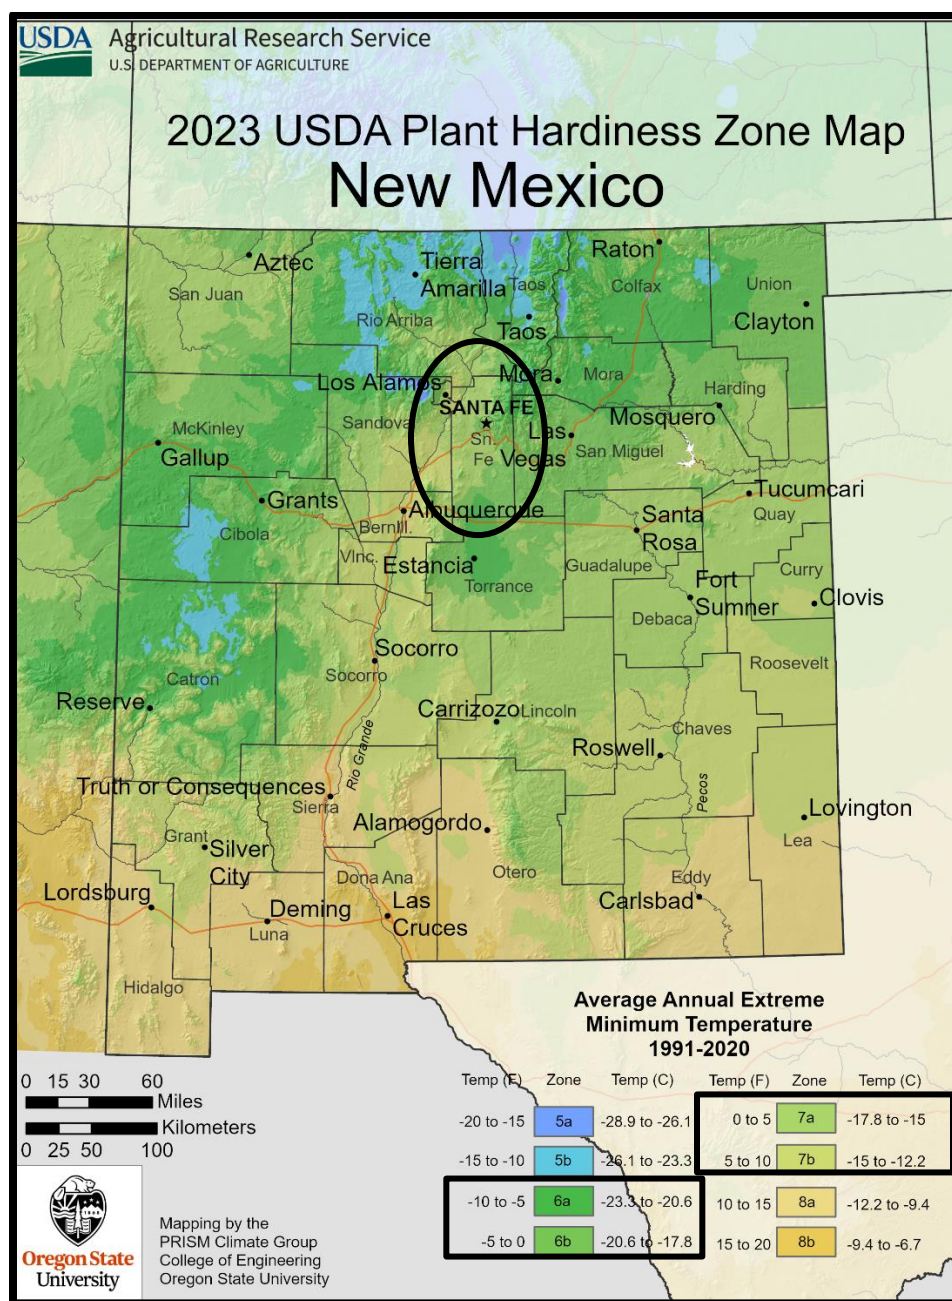 USDA Agricultural Research Service
U.S. DEPARTMENT OF AGRICULTURE
2023 USDA Plant Hardiness Zone Map
New Mexico
Aztec
San Juan
Tierra
Amarilla
Rio Arriba
Taos
Taos
Raton
Colfax
Union
Clayton
Los Alamos
Mora
Mora
Harding
Mosquero
SANTA FE
Sandoval
Sn.
Fe
Las
Vegas
San Miguel
McKinley
Gallup
Grants
Cibola
Albuquerque
Bernill.
Vlnc.
Estancia
Torrance
Santa
Rosa
Guadalupe
Tucumcari
Quay
Curry
Clovis
Fort
Sumner
Debaca
Roosevelt
Socorro
Socorro
Catron
Reserve
Carrizozo
Lincoln
Chaves
Roswell
Rio Grande
Pecos
Truth or Consequences
Sierra
Alamogordo
Lovington
Lea
Grant
Silver
City
Otero
Eddy
Carlsbad
Lordsburg
Deming
Luna
Dona Ana
Las
Cruces
Hidalgo
Average Annual Extreme
Minimum Temperature
1991-2020
Temp (F) Zone Temp (C) Temp (F) Zone Temp (C)
-20 to -15 5a -28.9 to -26.1 0 to 5 7a -17.8 to -15
-15 to -10 5b -26.1 to -23.3 5 to 10 7b -15 to -12.2
-10 to -5 6a -23.3 to -20.6 10 to 15 8a -12.2 to -9.4
-5 to 0 6b -20.6 to -17.8 15 to 20 8b -9.4 to -6.7
0 15 30 60
Miles
Kilometers
0 25 50 100
Oregon State
University
Mapping by the
PRISM Climate Group
College of Engineering
Oregon State University